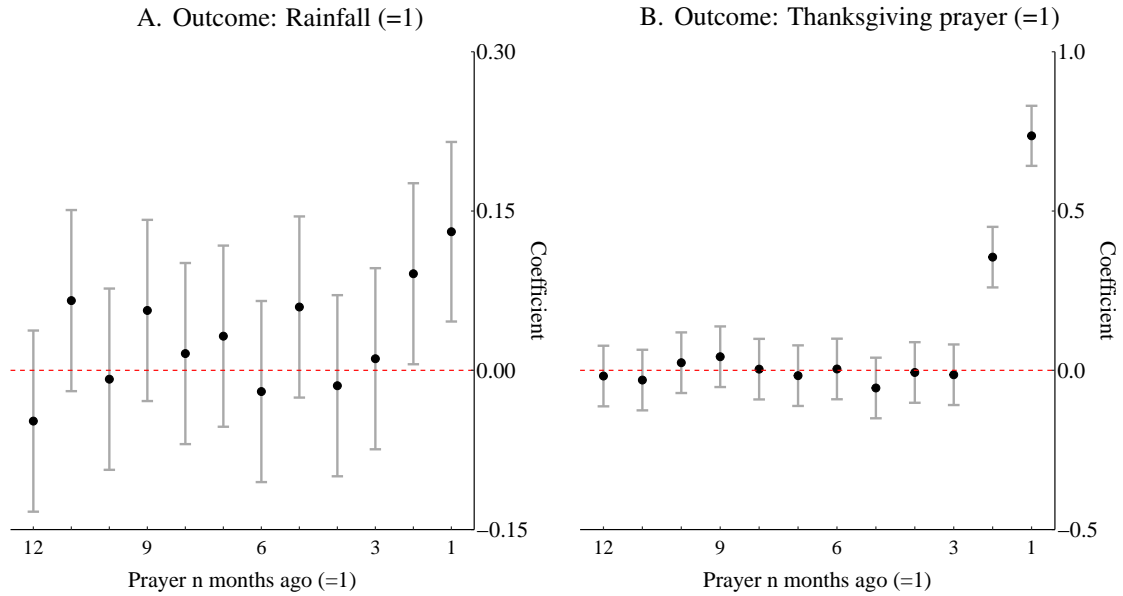 A. Outcome: Rainfall (=1)
0.30
0.15
0.00
−0.15
Coefficient
12 9 6 3 1
Prayer n months ago (=1)
B. Outcome: Thanksgiving prayer (=1)
1.0
0.5
0.0
−0.5
Coefficient
12 9 6 3 1
Prayer n months ago (=1)